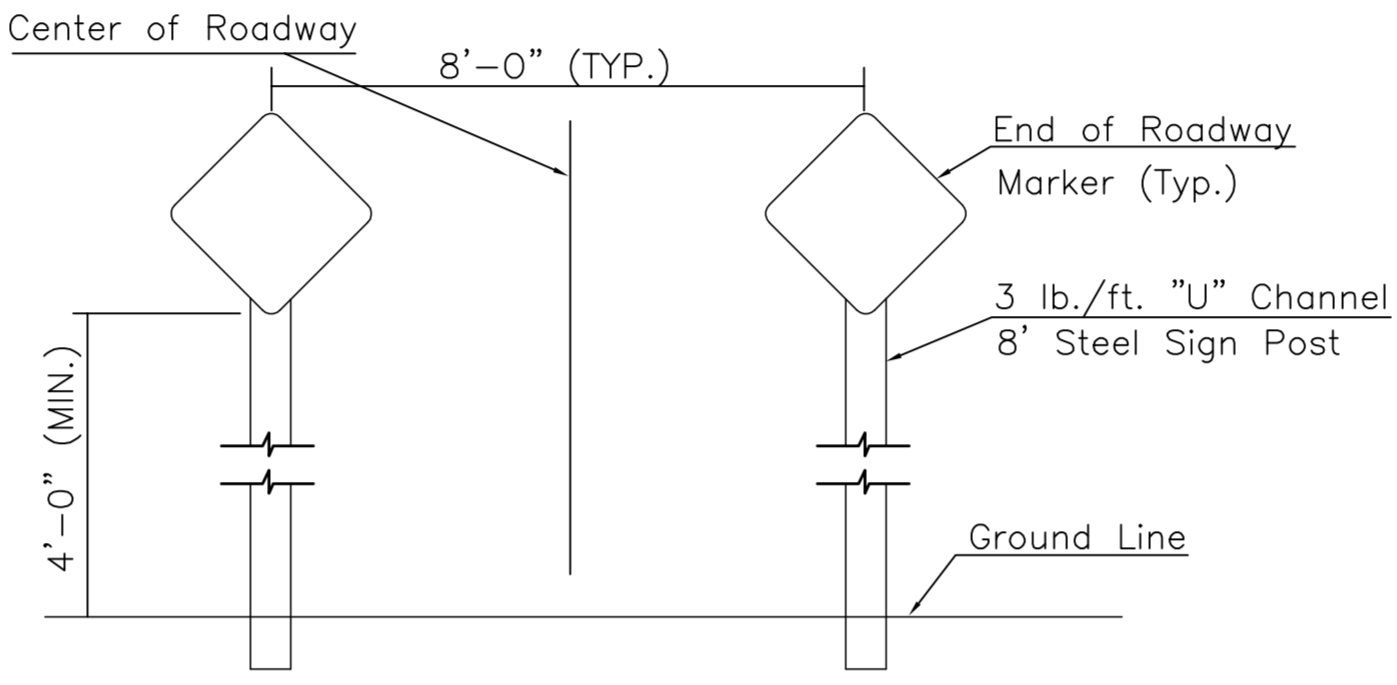 Center of Roadway
8'-0" (TYP.)
End of Roadway
Marker (Typ.)
3 lb./ft. "U" Channel
8' Steel Sign Post
4'-0" (MIN.)
Ground Line